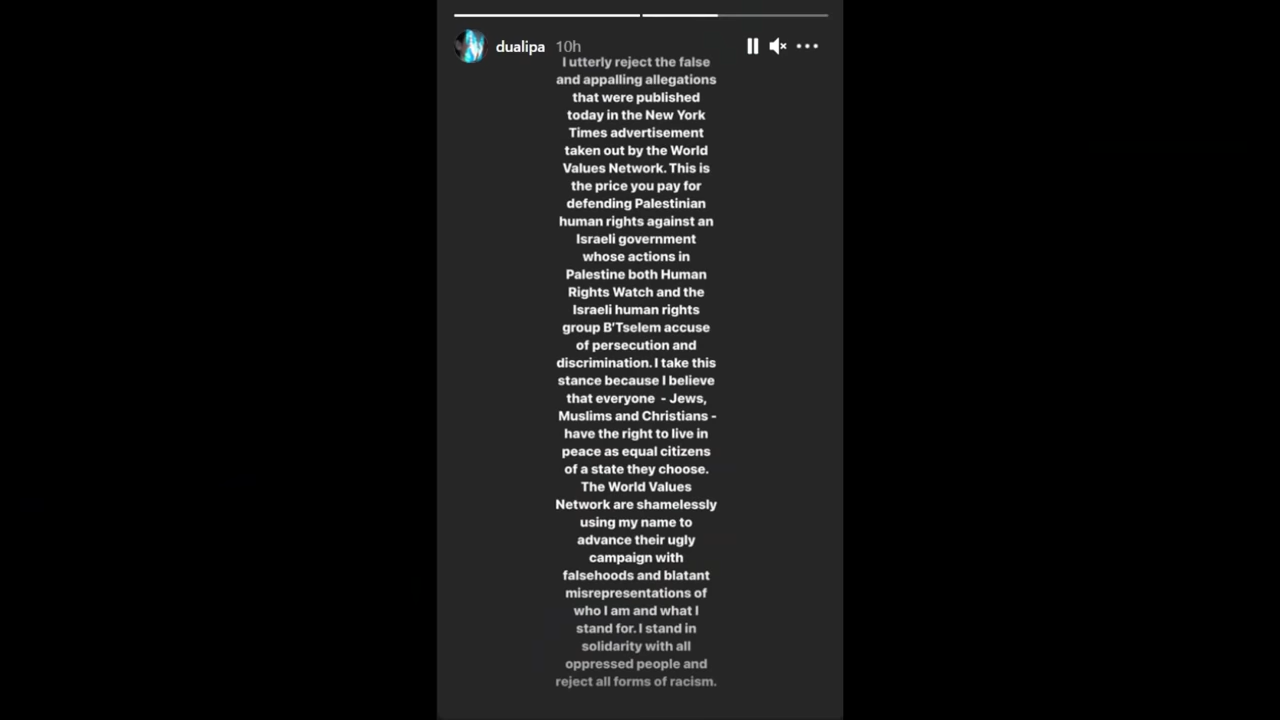 dualipa 10h
I utterly reject the false
and appalling allegations
that were published
today in the New York
Times advertisement
taken out by the World
Values Network. This is
the price you pay for
defending Palestinian
human rights against an
Israeli government
whose actions in
Palestine both Human
Rights Watch and the
Israeli human rights
group B'Tselem accuse
of persecution and
discrimination. I take this
stance because I believe
that everyone - Jews,
Muslims and Christians -
have the right to live in
peace as equal citizens
of a state they choose.
The World Values
Network are shamelessly
using my name to
advance their ugly
campaign with
falsehoods and blatant
misrepresentations of
who I am and what I
stand for. I stand in
solidarity with all
oppressed people and
reject all forms of racism.